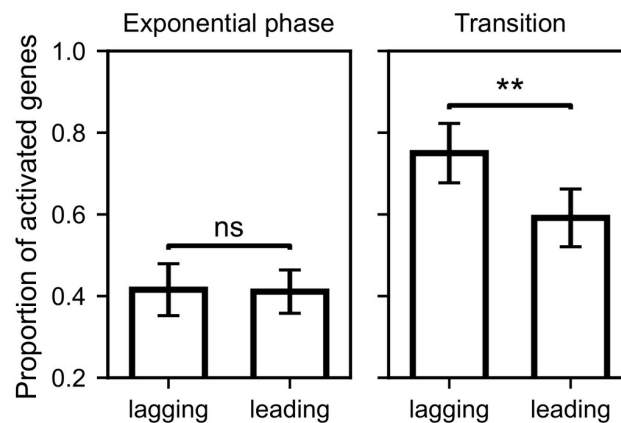 Exponential phase
Transition
Proportion of activated genes
1.0
0.8
0.6
0.4
0.2
ns
**
lagging
leading
lagging
leading